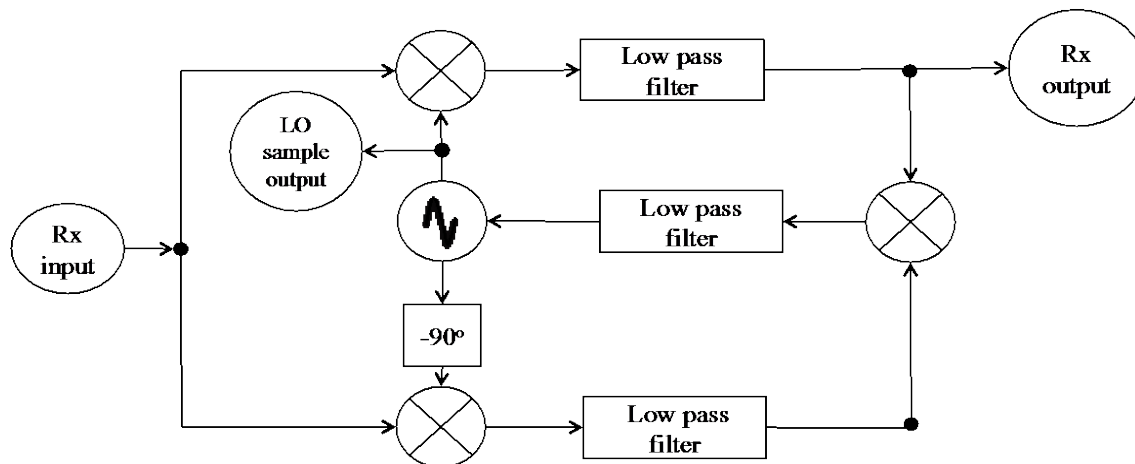 Low pass
filter
Rx
output
LO
sample
output
Low pass
filter
Rx
input
-90º
Low pass
filter